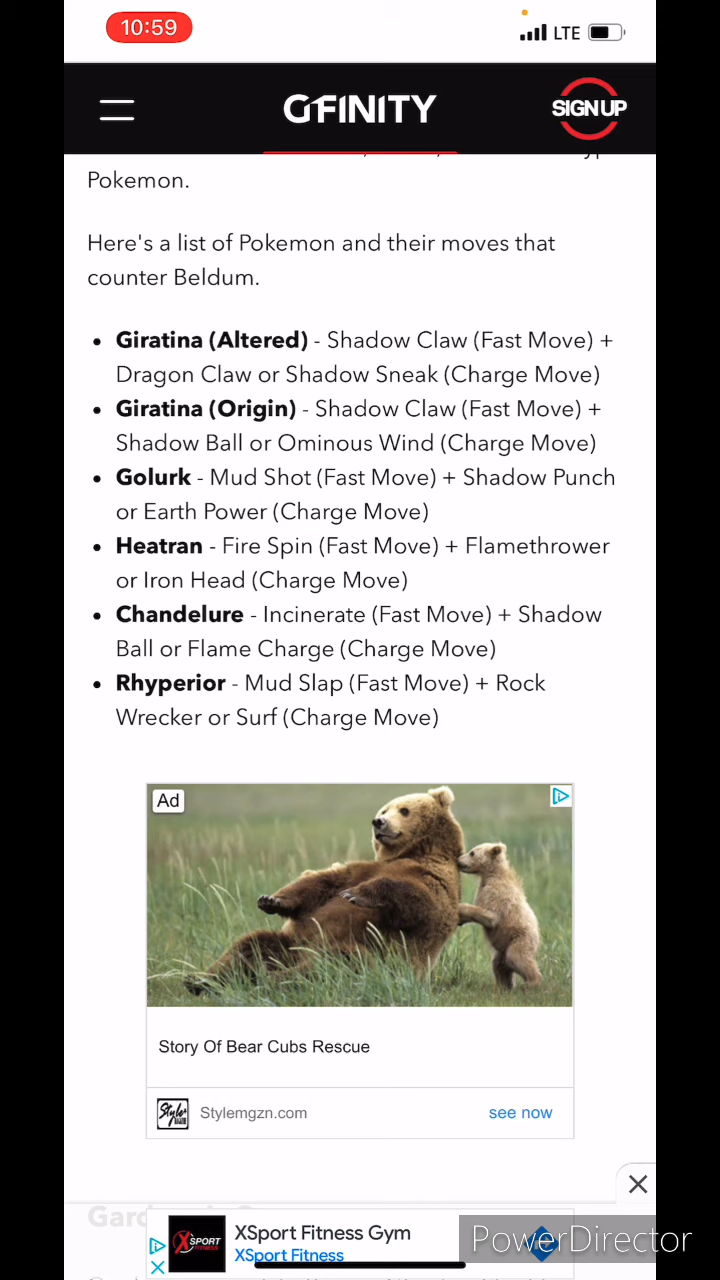 10:59
LTE
GFINITY
SIGN UP
Pokemon.
Here's a list of Pokemon and their moves that
counter Beldum.
• Giratina (Altered) - Shadow Claw (Fast Move) +
Dragon Claw or Shadow Sneak (Charge Move)
• Giratina (Origin) - Shadow Claw (Fast Move) +
Shadow Ball or Ominous Wind (Charge Move)
• Golurk - Mud Shot (Fast Move) + Shadow Punch
or Earth Power (Charge Move)
• Heatran - Fire Spin (Fast Move) + Flamethrower
or Iron Head (Charge Move)
• Chandelure - Incinerate (Fast Move) + Shadow
Ball or Flame Charge (Charge Move)
• Rhyperior - Mud Slap (Fast Move) + Rock
Wrecker or Surf (Charge Move)
Ad
Story Of Bear Cubs Rescue
Style
Stylemgzn.com
see now
XSPORT
FITNESS
XSport Fitness Gym
XSport Fitness
PowerDirector